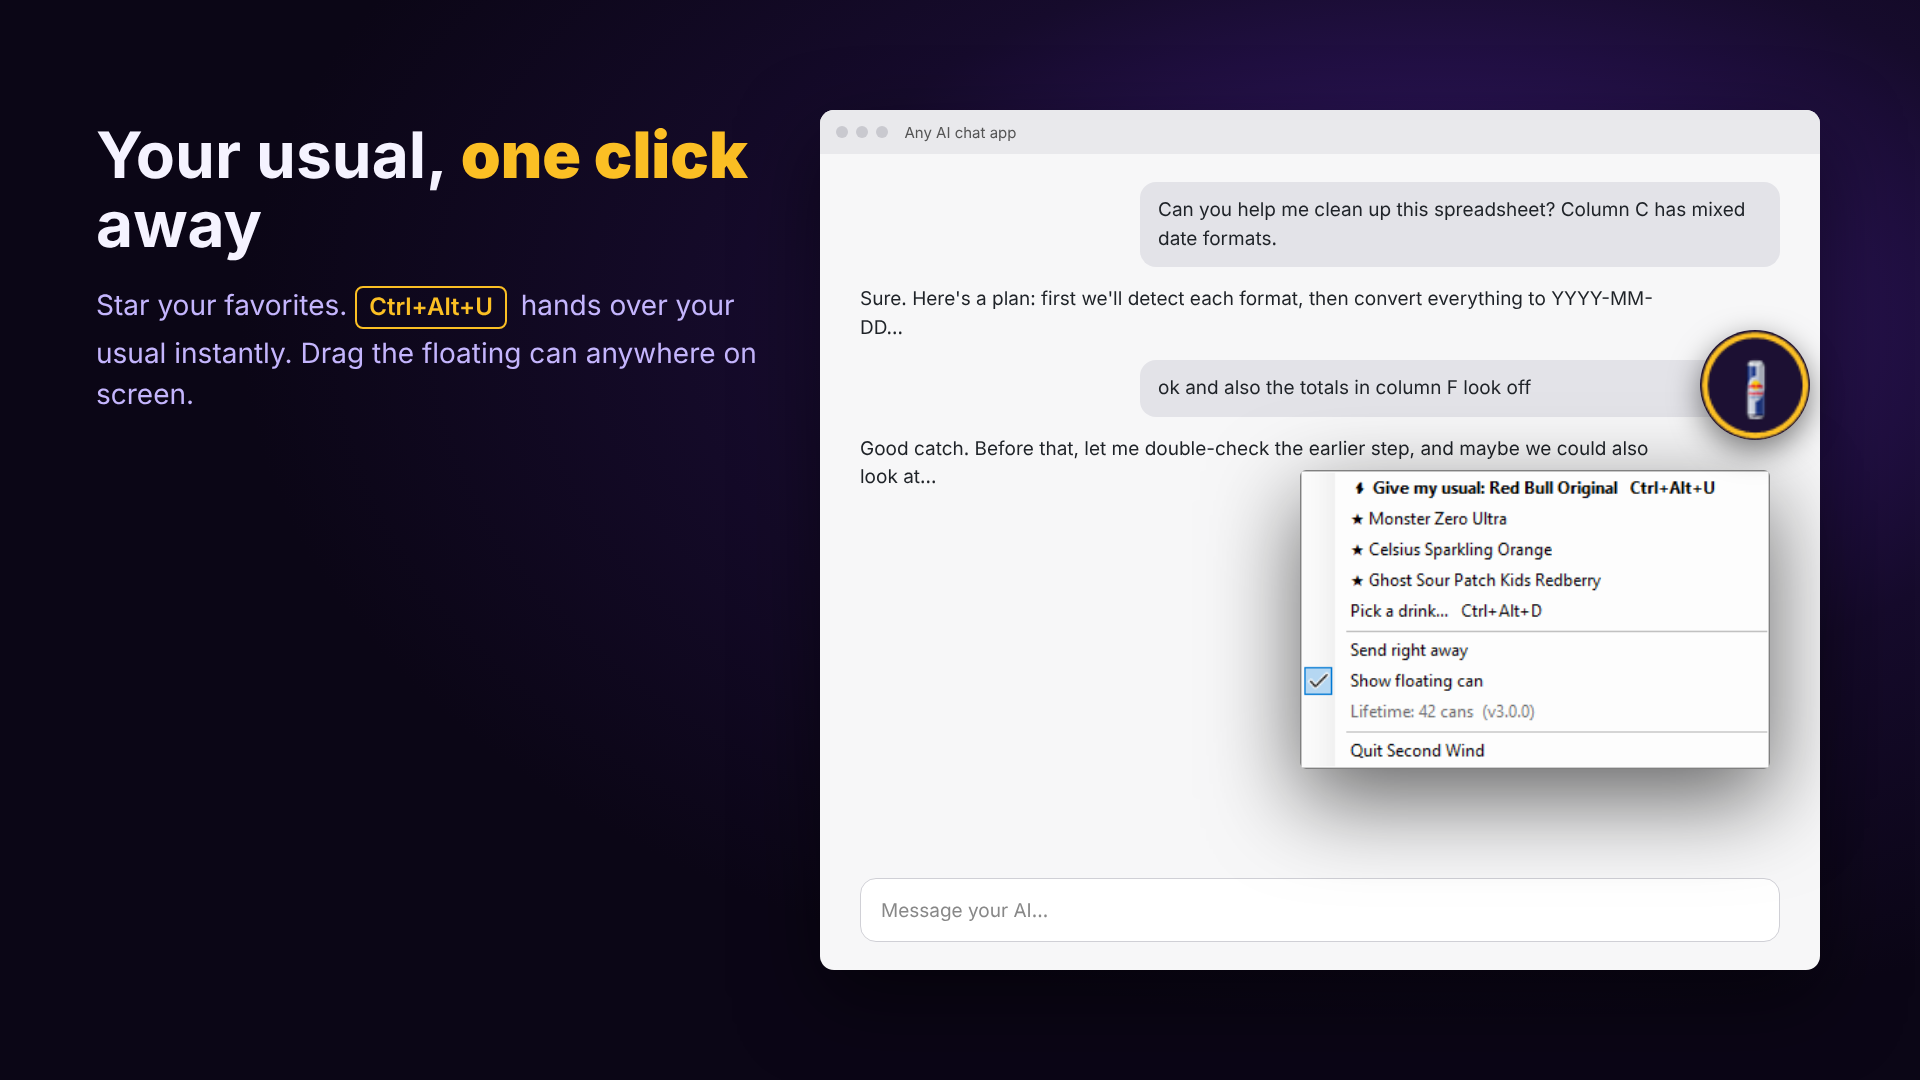 Your usual, one click
away
Star your favorites. Ctrl+Alt+U hands over your
usual instantly. Drag the floating can anywhere on
screen.
Any AI chat app
Can you help me clean up this spreadsheet? Column C has mixed
date formats.
Sure. Here's a plan: first we'll detect each format, then convert everything to YYYY-MM-
DD...
ok and also the totals in column F look off
Good catch. Before that, let me double-check the earlier step, and maybe we could also
look at...
Give my usual: Red Bull Original Ctrl+Alt+U
★ Monster Zero Ultra
★ Celsius Sparkling Orange
★ Ghost Sour Patch Kids Redberry
Pick a drink... Ctrl+Alt+D
Send right away
Show floating can
Lifetime: 42 cans (v3.0.0)
Quit Second Wind
Message your AI...